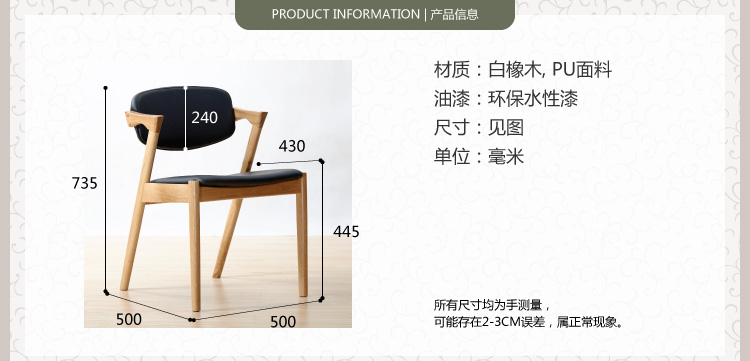 PRODUCT INFORMATION | 产品信息
材质：白橡木, PU面料
油漆：环保水性漆
尺寸：见图
单位：毫米
240
430
735
445
500
500
所有尺寸均为手测量，
可能存在2-3CM误差，属正常现象。